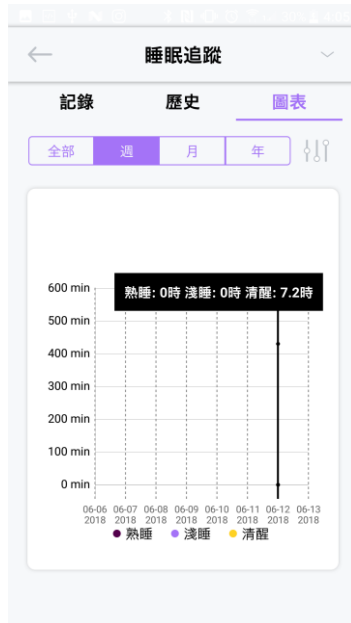 睡眠追蹤
記錄 歷史 圖表
全部 週 月 年
熟睡: 0時 淺睡: 0時 清醒: 7.2時
600 min
500 min
400 min
300 min
200 min
100 min
0 min
06-06 06-07 06-08 06-09 06-10 06-11 06-12 06-13
2018 2018 2018 2018 2018 2018 2018 2018
熟睡 淺睡 清醒